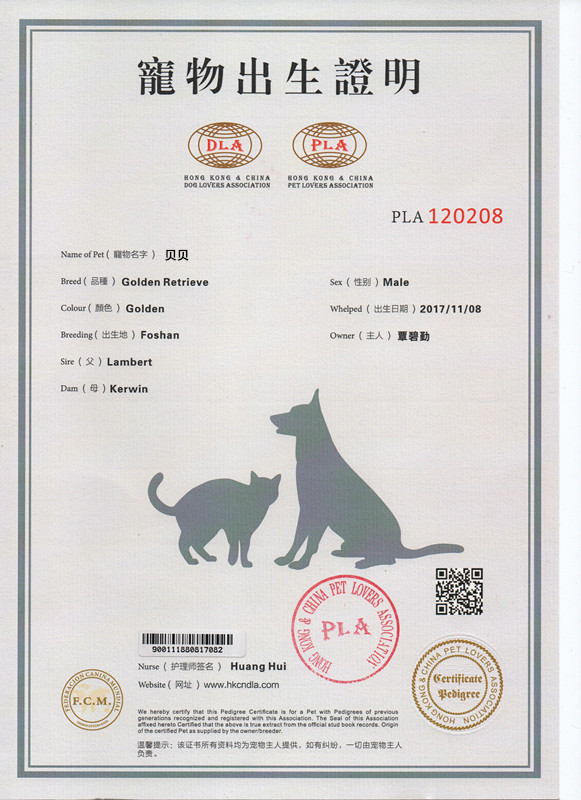 寵物出生證明
DLA
HONG KONG & CHINA
DOG LOVERS ASSOCIATION
PLA
HONG KONG & CHINA
PET LOVERS ASSOCIATION
PLA 120208
Name of Pet ( 寵物名字 ) 贝贝
Breed ( 品種 ) Golden Retrieve
Sex ( 性别 ) Male
Colour ( 顏色 ) Golden
Whelped ( 出生日期 ) 2017/11/08
Breeding ( 出生地 ) Foshan
Owner ( 主人 ) 覃碧勤
Sire ( 父 ) Lambert
Dam ( 母 ) Kerwin
HONG KONG & CHINA PET LOVERS ASSOCIATION
PLA
900111880817082
Nurse ( 护理师签名 ) Huang Hui
Website ( 网址 ) www.hkcndla.com
FEDERACION CANINA MUNDIAL
F.C.M.
HONGKONG & CHINA PET LOVERS ASSOCIATION
Certificate
Pedigree
We hereby certify that this Pedigree Certificate is for a Pet with Pedigrees of previous
generations recognized and registered with this Association. The Seal of this Association
affixed hereto Certified that the above is true extract from the official stud book records. Origin
of the certified Pet as supplied by the owner/breeder.
温馨提示：该证书所有资料均为宠物主人提供，如有纠纷，一切由宠物主人
负责。